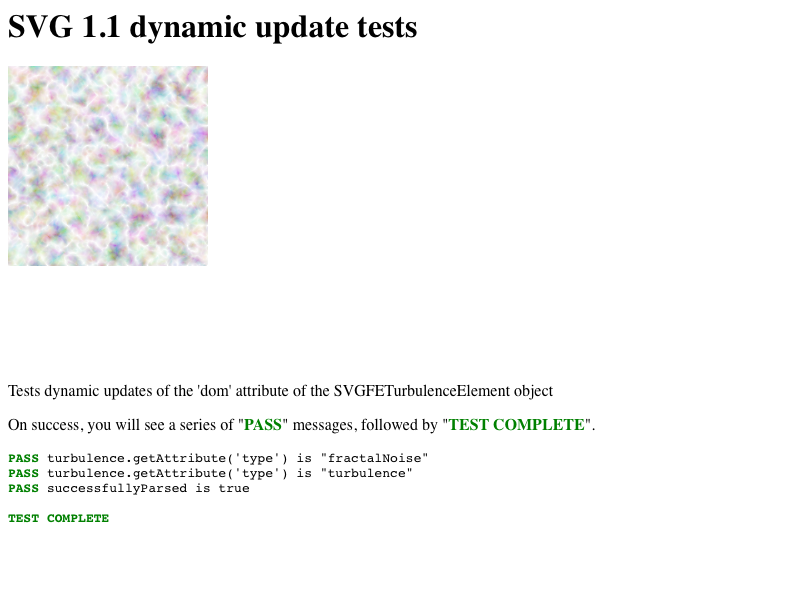 SVG 1.1 dynamic update tests
Tests dynamic updates of the 'dom' attribute of the SVGFETurbulenceElement object
On success, you will see a series of "PASS" messages, followed by "TEST COMPLETE".
PASS turbulence.getAttribute('type') is "fractalNoise"
PASS turbulence.getAttribute('type') is "turbulence"
PASS successfullyParsed is true
TEST COMPLETE